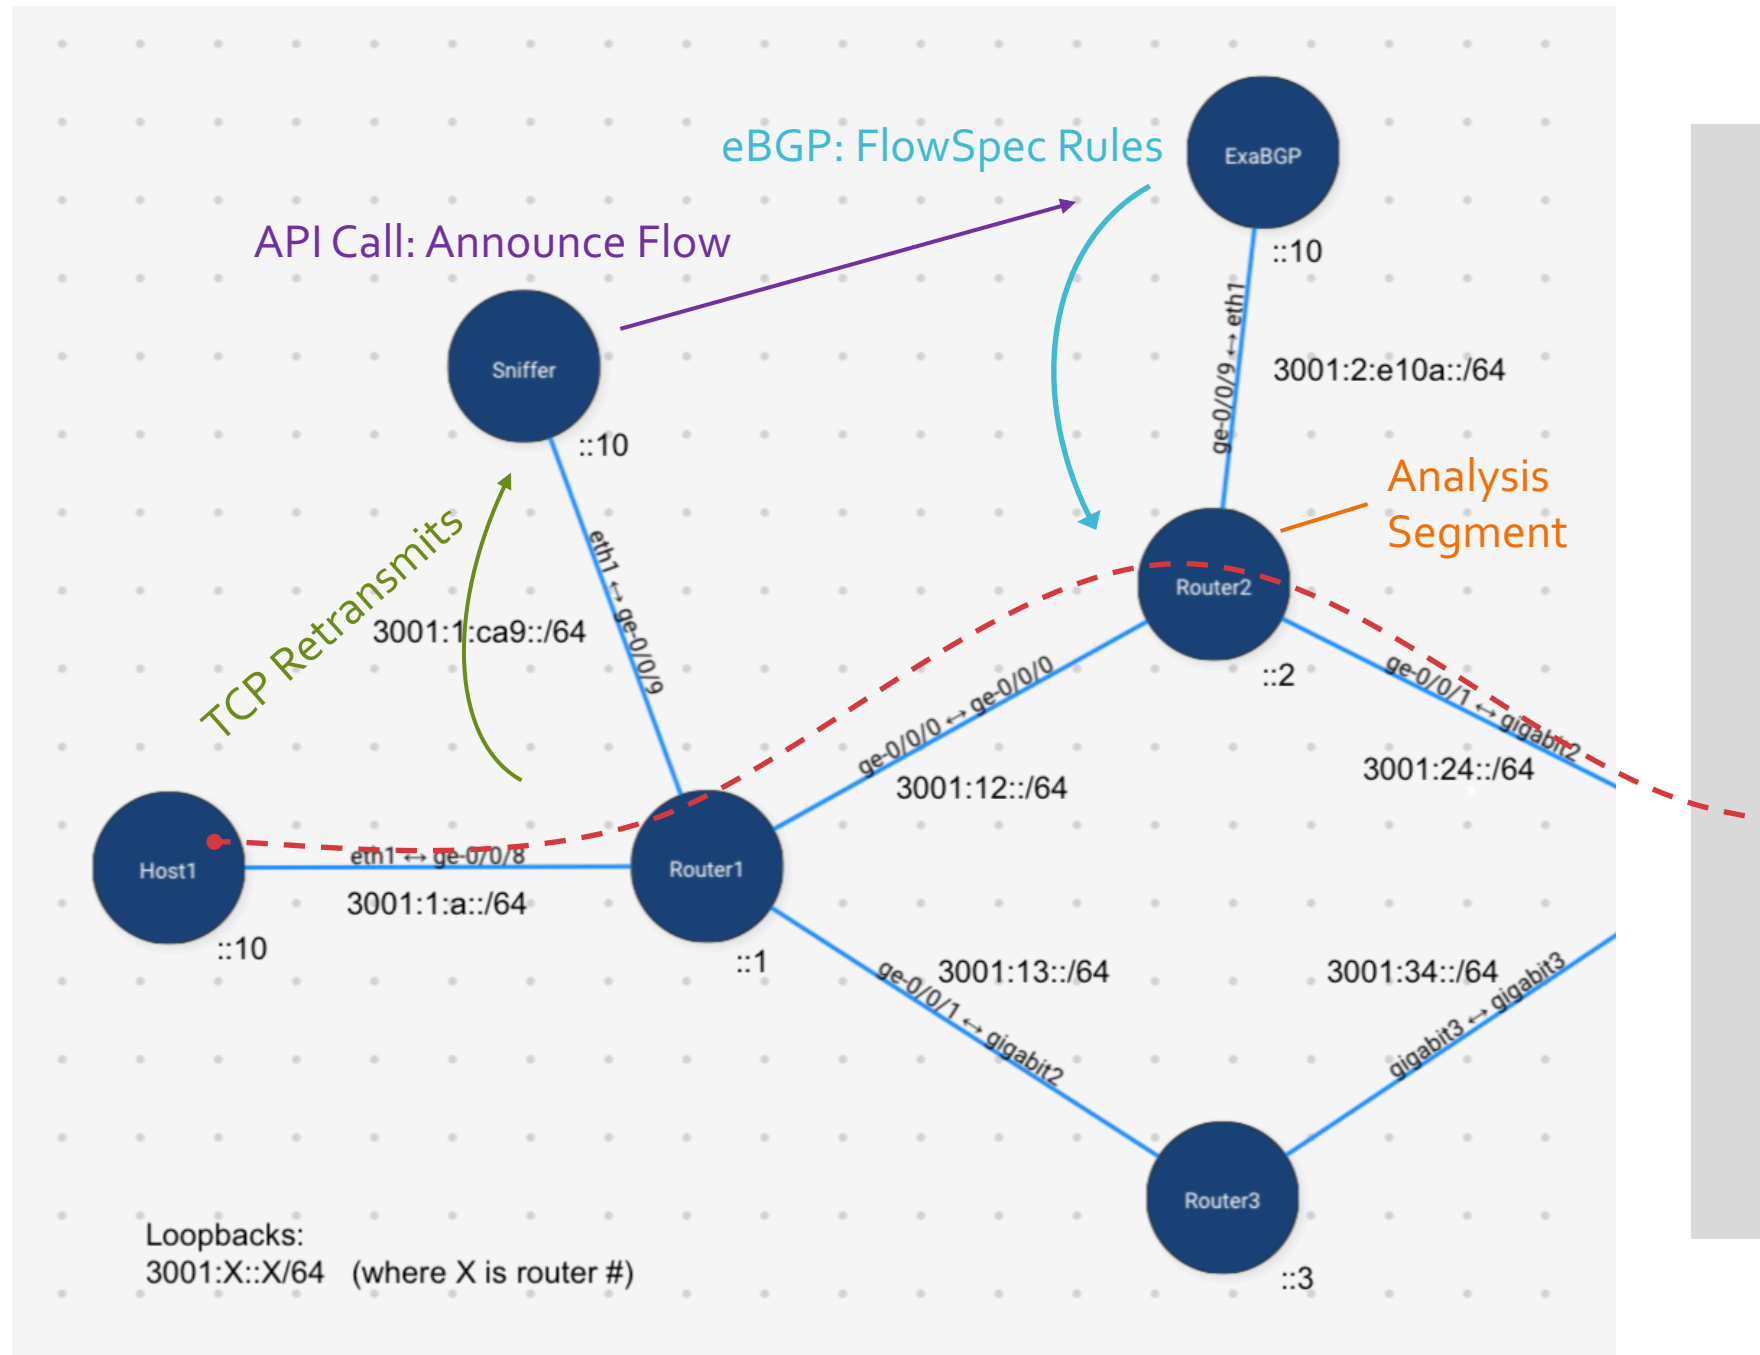 eBGP: FlowSpec Rules
ExaBGP
API Call: Announce Flow
::10
ge-0/0/9 ↔ eth1
3001:2:e10a::/64
Sniffer
::10
Analysis
Segment
TCP Retransmits
eth1 ↔ ge-0/0/9
3001:1:ca9::/64
Router2
::2
ge-0/0/0 ↔ ge-0/0/0
ge-0/0/1 ↔ gigabit2
3001:12::/64
3001:24::/64
eth1 ↔ ge-0/0/8
Host1
Router1
3001:1:a::/64
::10
::1
3001:13::/64
3001:34::/64
ge-0/0/1 ↔ gigabit2
gigabit3 ↔ gigabit3
Router3
Loopbacks:
3001:X::X/64 (where X is router #)
::3